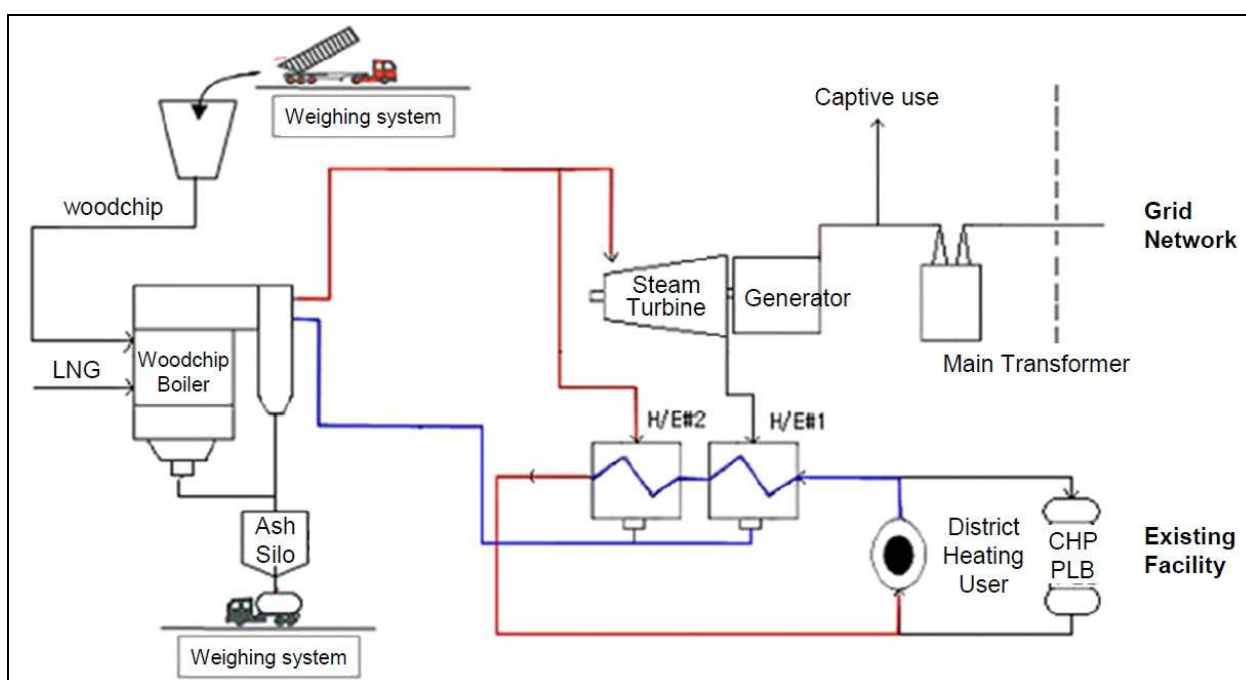 Weighing system
Captive use
woodchip
Grid
Network
Steam
Turbine
Generator
Woodchip
Boiler
LNG
Main Transformer
H/E#2
H/E#1
Ash
Silo
District
Heating
User
CHP
PLB
Existing
Facility
Weighing system